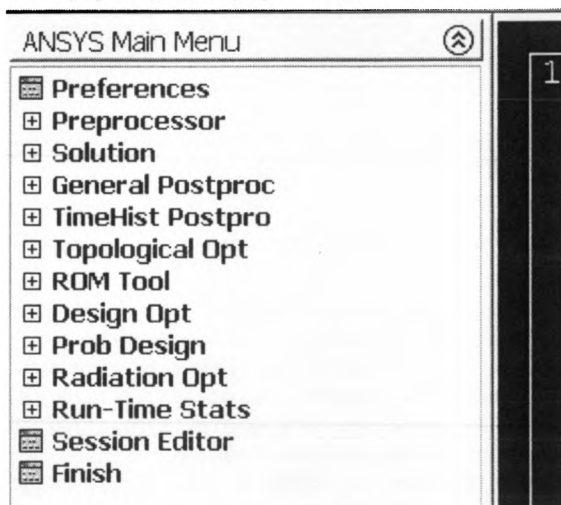 ANSYS Main Menu
1
Preferences
Preprocessor
Solution
General Postproc
TimeHist Postpro
Topological Opt
ROM Tool
Design Opt
Prob Design
Radiation Opt
Run-Time Stats
Session Editor
Finish